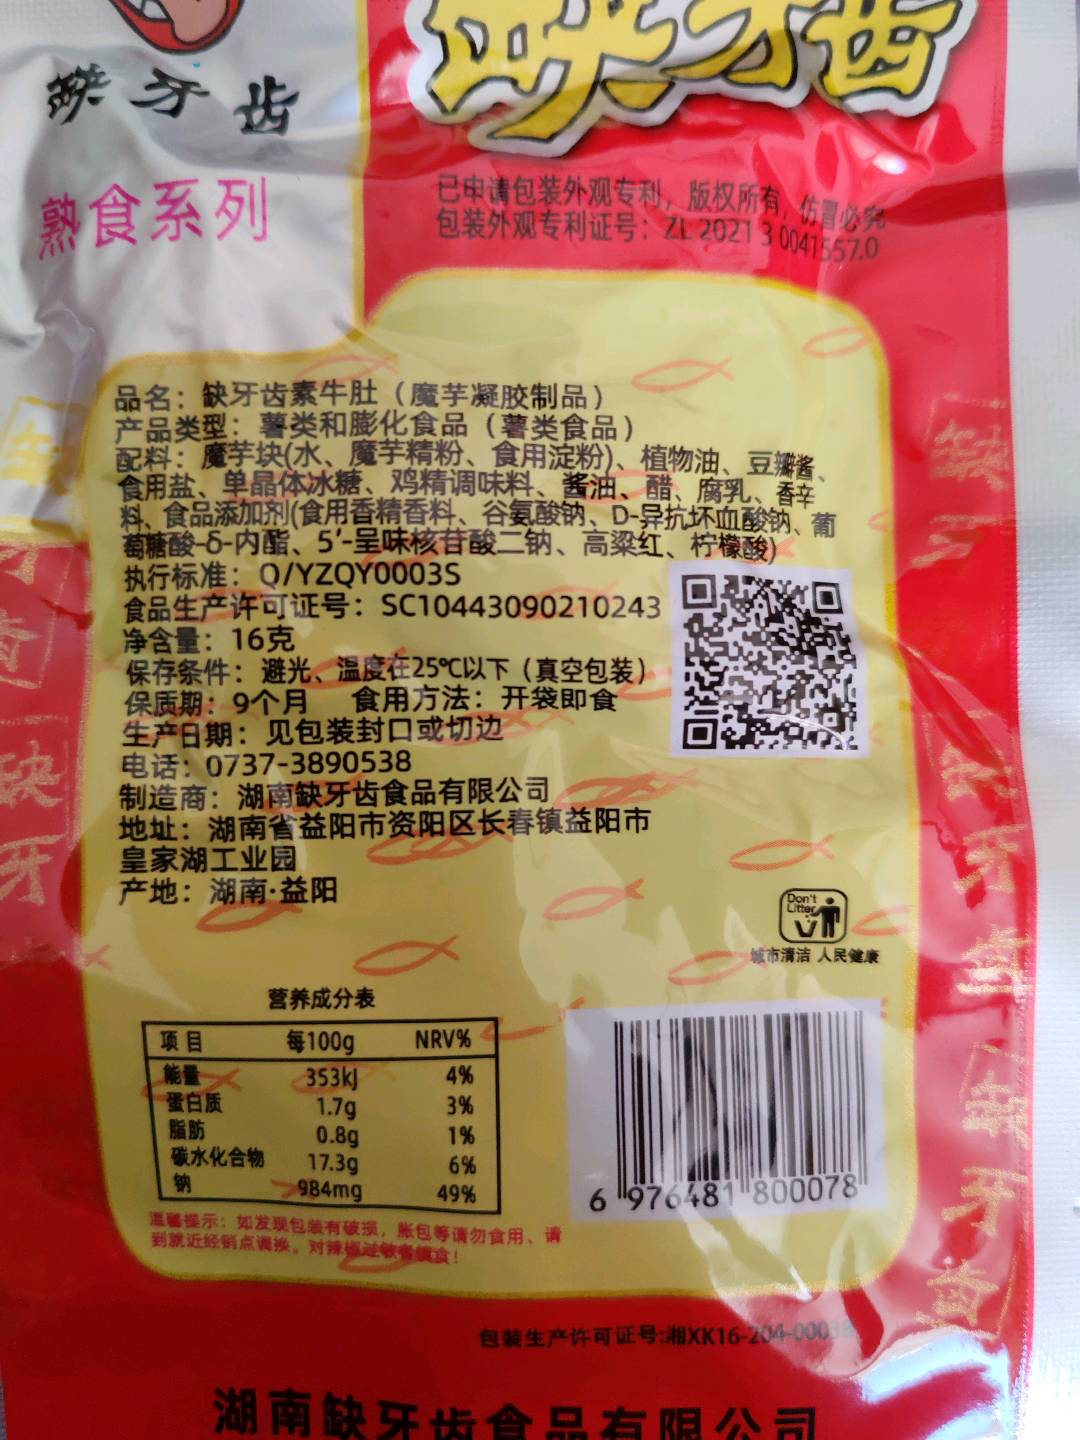 缺牙齿
缺牙齿
熟食系列
已申请包装外观专利，版权所有，仿冒必究
包装外观专利证号：ZL 2021 3 0041557.0
品名：缺牙齿素牛肚（魔芋凝胶制品）
产品类型：薯类和膨化食品（薯类食品）
配料：魔芋块(水、魔芋精粉、食用淀粉)、植物油、豆瓣酱、
食用盐、单晶体冰糖、鸡精调味料、酱油、醋、腐乳、香辛
料、食品添加剂(食用香精香料、谷氨酸钠、D-异抗坏血酸钠、葡
萄糖酸-δ-内酯、5'-呈味核苷酸二钠、高粱红、柠檬酸)
执行标准：Q/YZQY0003S
食品生产许可证号：SC10443090210243
净含量：16克
保存条件：避光、温度在25℃以下（真空包装）
保质期：9个月 食用方法：开袋即食
生产日期：见包装封口或切边
电话：0737-3890538
制造商：湖南缺牙齿食品有限公司
地址：湖南省益阳市资阳区长春镇益阳市
皇家湖工业园
产地：湖南·益阳
Don't
Litter
城市清洁 人民健康
营养成分表
项目 每100g NRV%
能量 353kJ 4%
蛋白质 1.7g 3%
脂肪 0.8g 1%
碳水化合物 17.3g 6%
钠 984mg 49%
6 976481 800078
温馨提示：如发现包装有破损，胀包等请勿食用、请
到就近经销点调换。对辣椒过敏者慎食！
包装生产许可证号:湘XK16-204-00038
湖南缺牙齿食品有限公司